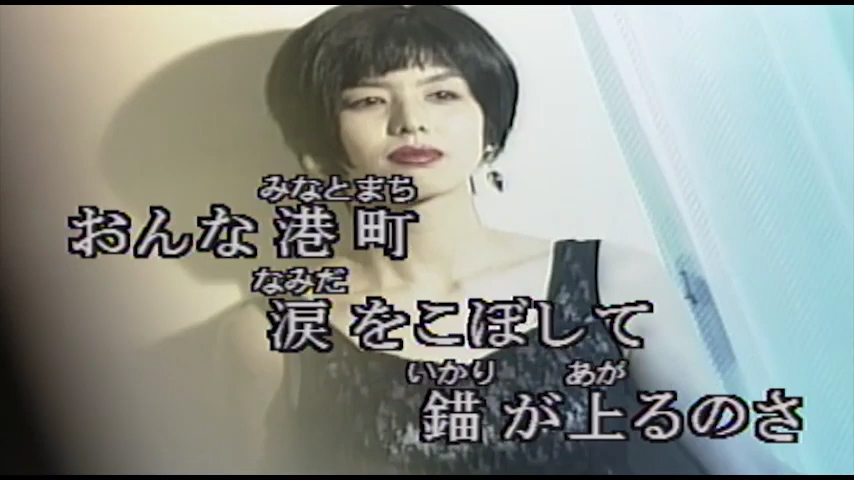 みなとまち
おんな港町
なみだ
涙をこぼして
いかり あが
錨が上るのさ